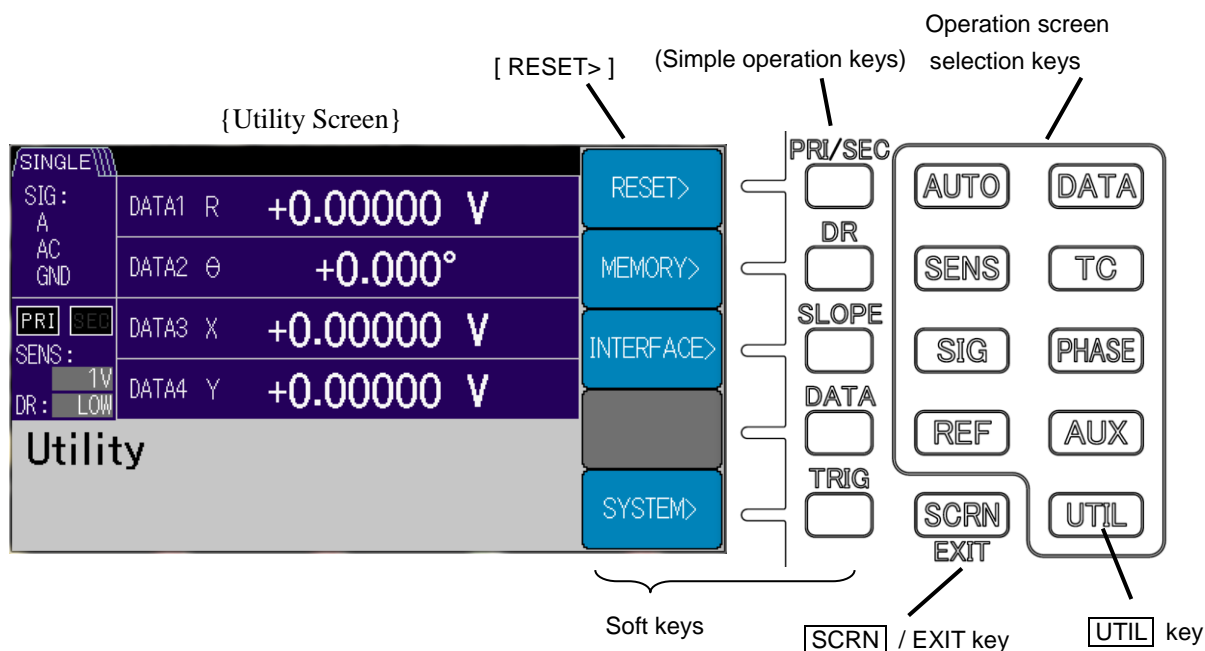 Operation screen
selection keys
(Simple operation keys)
[ RESET> ]
{Utility Screen}
SINGLE
SIG:
A
AC
GND
PRI SEC
SENS:
1V
DR: LOW
DATA1 R +0.00000 V
DATA2 θ +0.000°
DATA3 X +0.00000 V
DATA4 Y +0.00000 V
Utility
RESET>
MEMORY>
INTERFACE>
SYSTEM>
PRI/SEC
DR
SLOPE
DATA
TRIG
AUTO DATA
SENS TC
SIG PHASE
REF AUX
SCRN UTIL
EXIT
Soft keys
SCRN / EXIT key
UTIL key